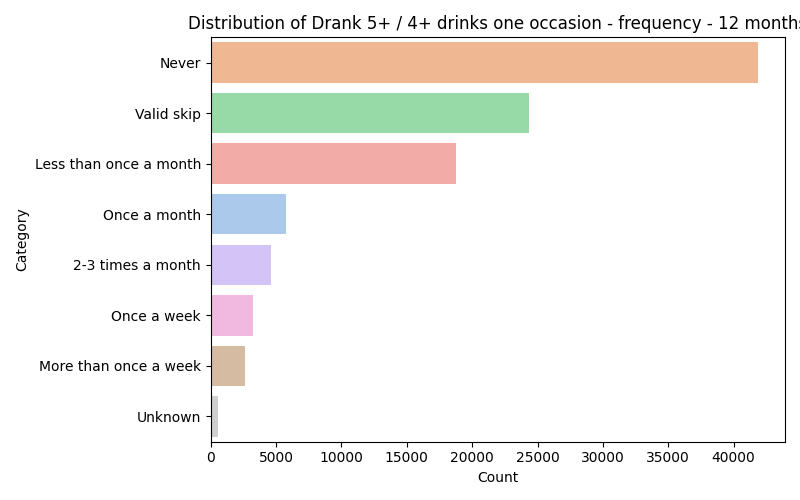 Distribution of Drank 5+ / 4+ drinks one occasion - frequency - 12 months
Never
Valid skip
Less than once a month
Once a month
2-3 times a month
Once a week
More than once a week
Unknown
Category
0 5000 10000 15000 20000 25000 30000 35000 40000
Count